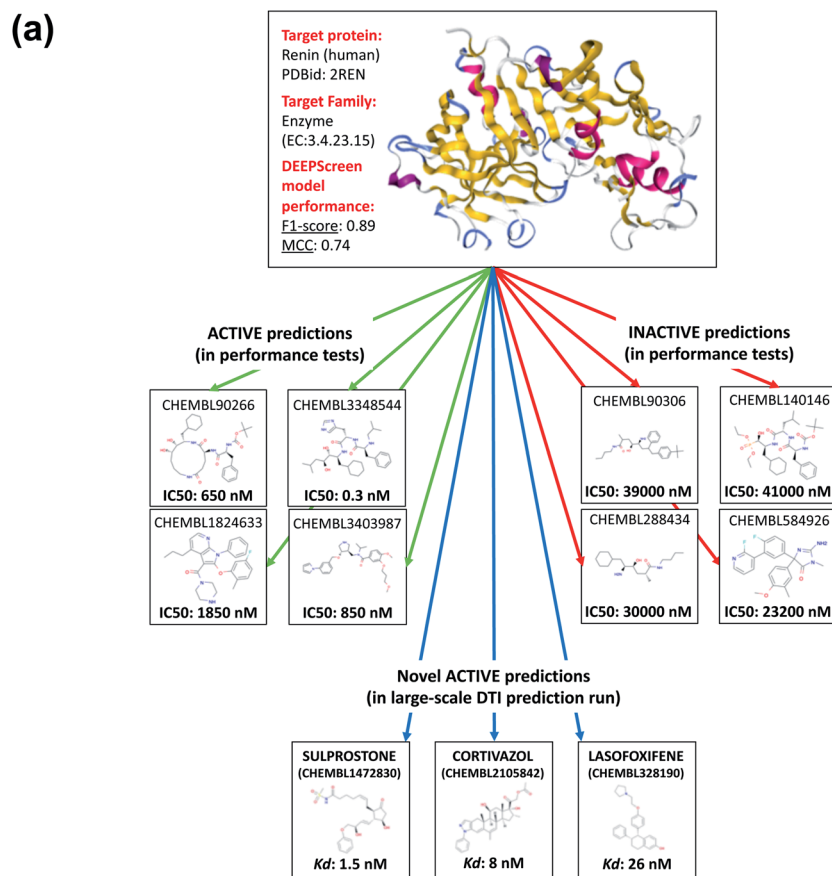 (a)
Target protein:
Renin (human)
PDBid: 2REN
Target Family:
Enzyme
(EC:3.4.23.15)
DEEPScreen
model
performance:
F1-score: 0.89
MCC: 0.74
ACTIVE predictions
(in performance tests)
INACTIVE predictions
(in performance tests)
CHEMBL90266
IC50: 650 nM
CHEMBL3348544
IC50: 0.3 nM
CHEMBL1824633
IC50: 1850 nM
CHEMBL3403987
IC50: 850 nM
CHEMBL90306
IC50: 39000 nM
CHEMBL140146
IC50: 41000 nM
CHEMBL288434
IC50: 30000 nM
CHEMBL584926
IC50: 23200 nM
Novel ACTIVE predictions
(in large-scale DTI prediction run)
SULPROSTONE
(CHEMBL1472830)
Kd: 1.5 nM
CORTIVAZOL
(CHEMBL2105842)
Kd: 8 nM
LASOFOXIFENE
(CHEMBL328190)
Kd: 26 nM